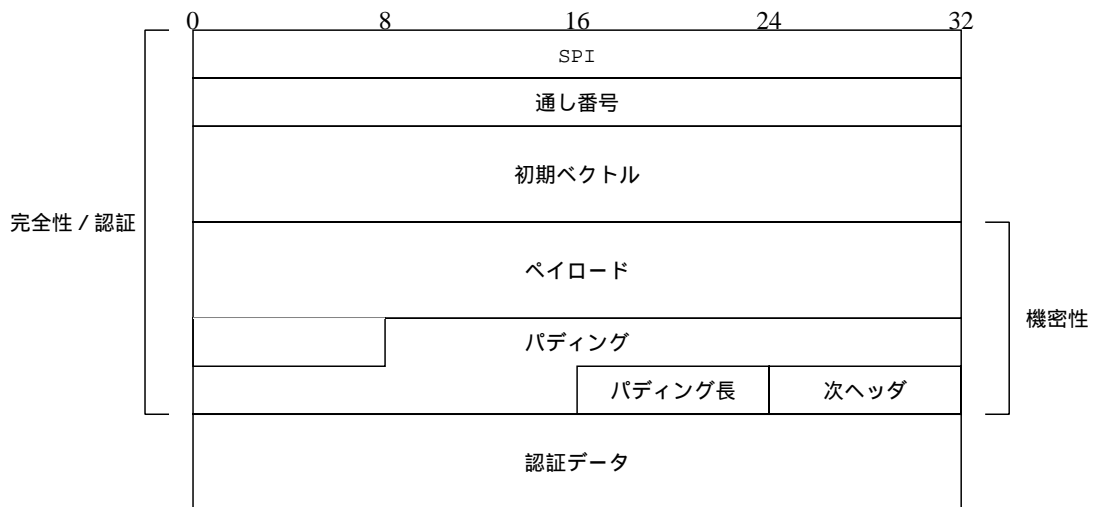 0 8 16 24 32
SPI
通し番号
初期ベクトル
完全性 / 認証
ペイロード
機密性
パディング
パディング長 次ヘッダ
認証データ